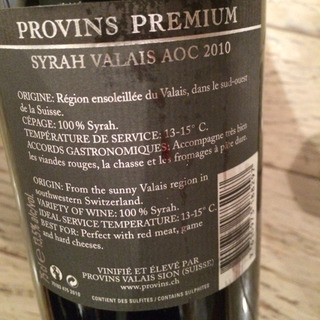 PROVINS PREMIUM
SYRAH VALAIS AOC 2010
ORIGINE: Région ensoleillée du Valais, dans le sud-ouest
de la Suisse.
CÉPAGE: 100% Syrah.
TEMPÉRATURE DE SERVICE: 13-15° C.
ACCORDS GASTRONOMIQUES: Accompagne très bien
les viandes rouges, la chasse et les fromages à pâte dure.
ORIGIN: From the sunny Valais region in
southwestern Switzerland.
VARIETY OF WINE: 100% Syrah.
IDEAL SERVICE TEMPERATURE: 13-15° C.
BEST FOR: Perfect with red meat, game
and hard cheeses.
VINIFIÉ ET ÉLEVÉ PAR
PROVINS VALAIS SION (SUISSE)
www.provins.ch
CONTIENT DES SULFITES / CONTAINS SULPHITES